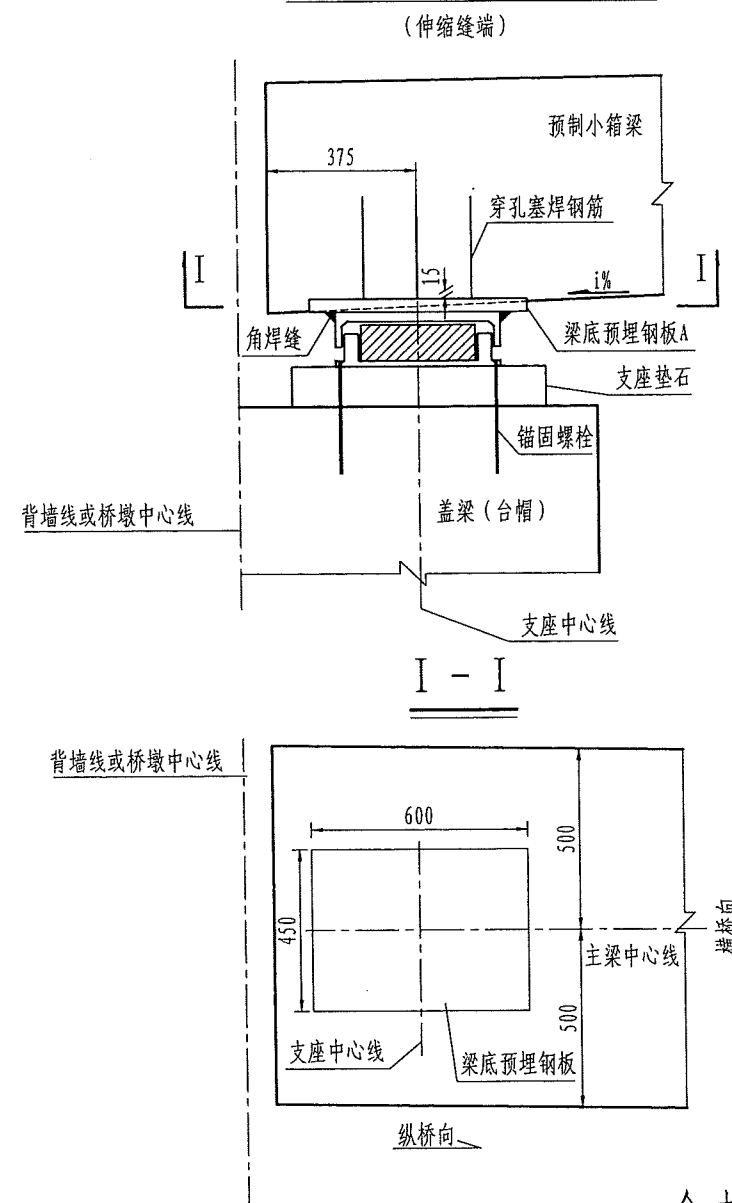 (伸缩缝端)
预制小箱梁
375
穿孔塞焊钢筋
I
15
i%
I
角焊缝
梁底预埋钢板A
支座垫石
锚固螺栓
背墙线或桥墩中心线
盖梁(台帽)
支座中心线
I - I
背墙线或桥墩中心线
600
500
450
横桥向
主梁中心线
500
支座中心线
梁底预埋钢板
纵桥向